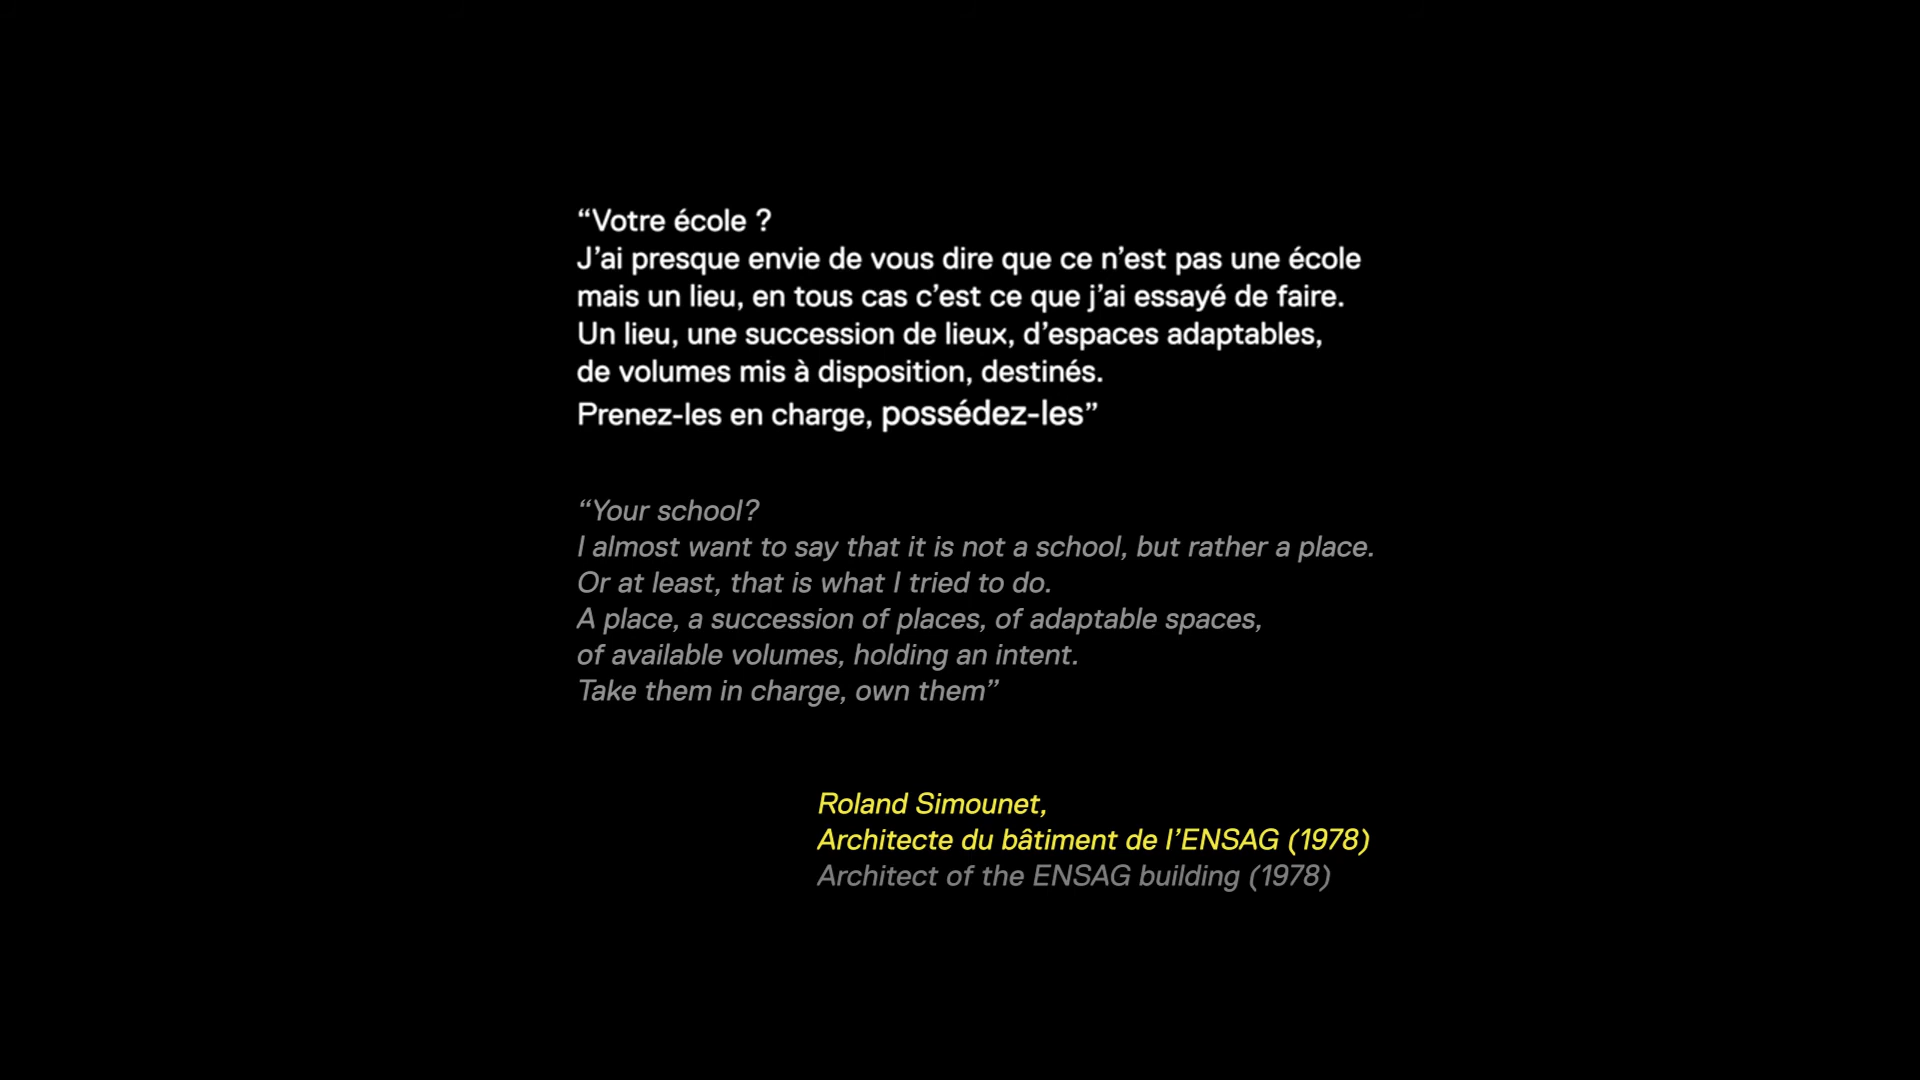 “Votre école ?
J’ai presque envie de vous dire que ce n’est pas une école
mais un lieu, en tous cas c’est ce que j’ai essayé de faire.
Un lieu, une succession de lieux, d’espaces adaptables,
de volumes mis à disposition, destinés.
Prenez-les en charge, possédez-les”
“Your school?
I almost want to say that it is not a school, but rather a place.
Or at least, that is what I tried to do.
A place, a succession of places, of adaptable spaces,
of available volumes, holding an intent.
Take them in charge, own them”
Roland Simounet,
Architecte du bâtiment de l’ENSAG (1978)
Architect of the ENSAG building (1978)